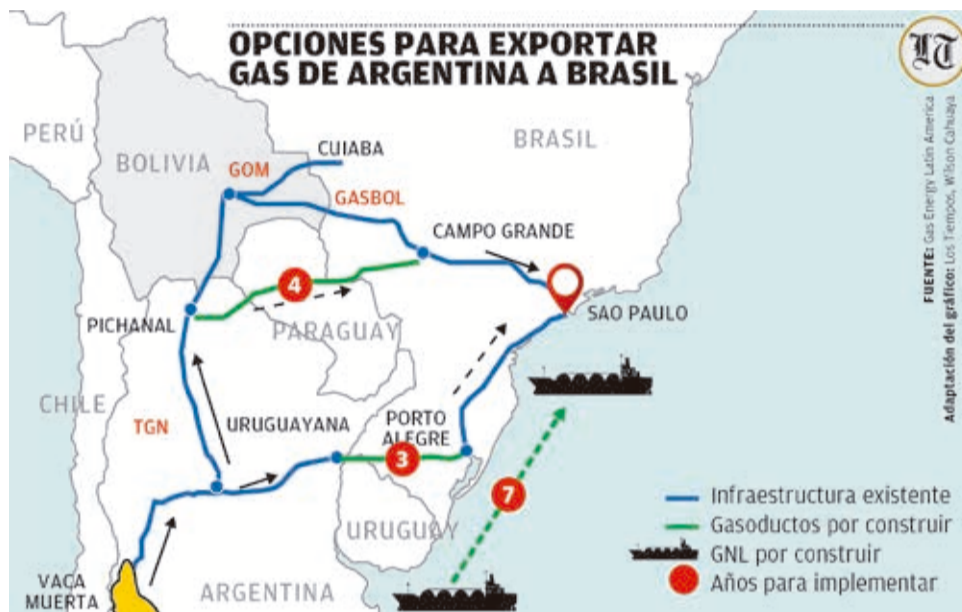 OPCIONES PARA EXPORTAR
GAS DE ARGENTINA A BRASIL
LT
PERÚ
BOLIVIA
GOM
CUIABA
BRASIL
GASBOL
CAMPO GRANDE
4
PICHANAL
PARAGUAY
SAO PAULO
CHILE
TGN
URUGUAYANA
PORTO
ALEGRE
3
7
URUGUAY
VACA
MUERTA
ARGENTINA
Infraestructura existente
Gasoductos por construir
GNL por construir
Años para implementar
FUENTE: Gas Energy Latin America
Adaptación del gráfico: Los Tiempos, Wilson Cahuaya